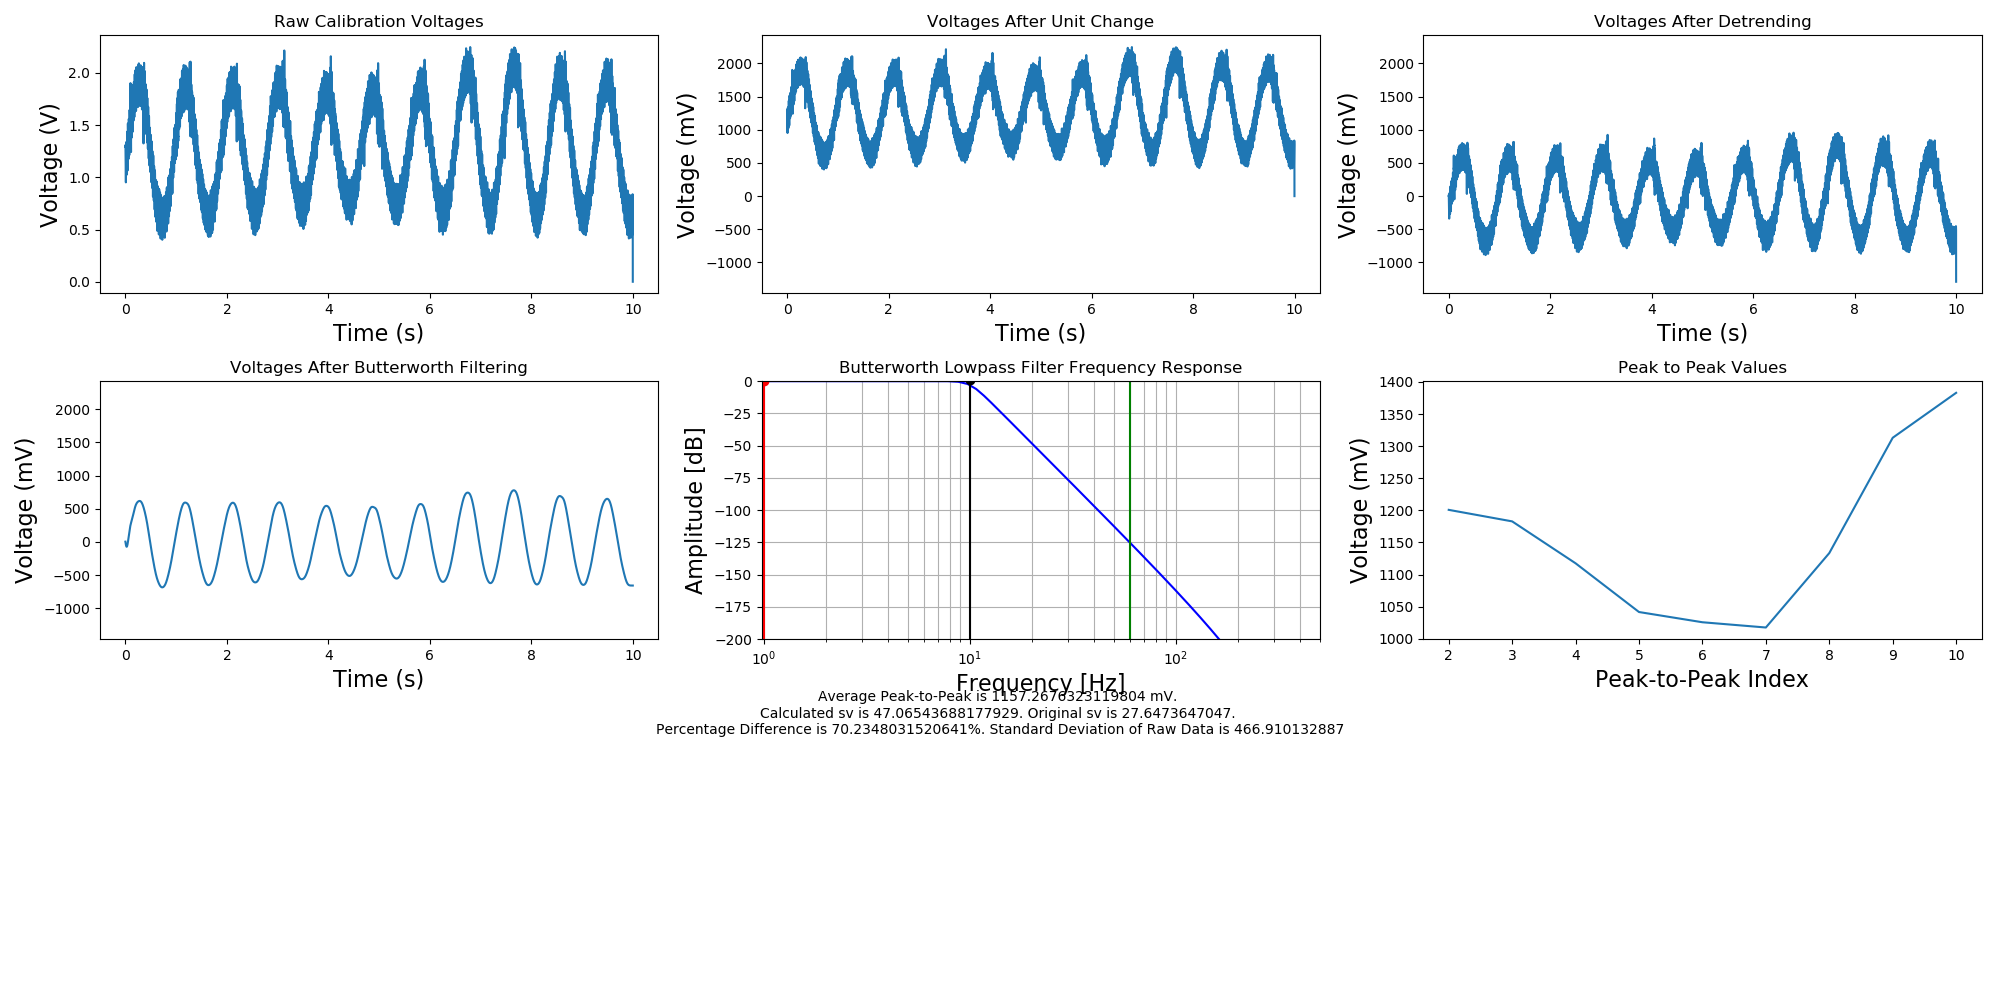 Raw Calibration Voltages
Voltage (V)
2.0
1.5
1.0
0.5
0.0
0 2 4 6 8 10
Time (s)
Voltages After Unit Change
Voltage (mV)
2000
1500
1000
500
0
−500
−1000
0 2 4 6 8 10
Time (s)
Voltages After Detrending
Voltage (mV)
2000
1500
1000
500
0
−500
−1000
0 2 4 6 8 10
Time (s)
Voltages After Butterworth Filtering
Voltage (mV)
2000
1500
1000
500
0
−500
−1000
0 2 4 6 8 10
Time (s)
Butterworth Lowpass Filter Frequency Response
Amplitude [dB]
0
−25
−50
−75
−100
−125
−150
−175
−200
10⁰ 10¹ 10²
Frequency [Hz]
Peak to Peak Values
Voltage (mV)
1400
1350
1300
1250
1200
1150
1100
1050
1000
2 3 4 5 6 7 8 9 10
Peak-to-Peak Index
Average Peak-to-Peak is 1157.2676323119804 mV.
Calculated sv is 47.06543688177929. Original sv is 27.6473647047.
Percentage Difference is 70.2348031520641%. Standard Deviation of Raw Data is 466.910132887